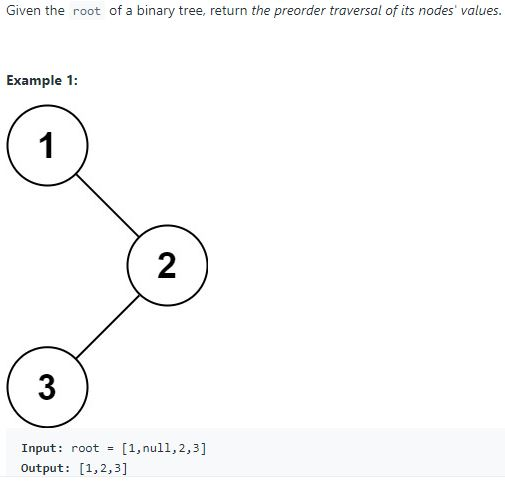 Given the root of a binary tree, return the preorder traversal of its nodes' values.
Example 1:
1
2
3
Input: root = [1,null,2,3]
Output: [1,2,3]